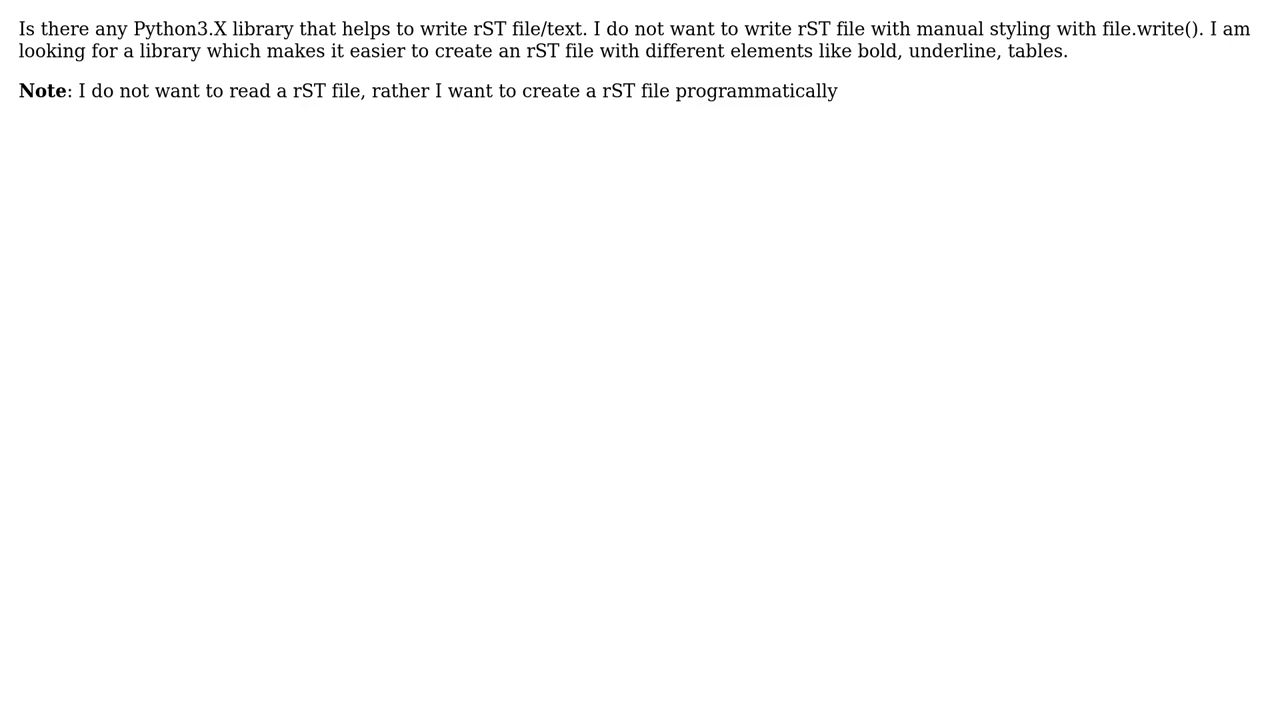 Is there any Python3.X library that helps to write rST file/text. I do not want to write rST file with manual styling with file.write(). I am
looking for a library which makes it easier to create an rST file with different elements like bold, underline, tables.
Note: I do not want to read a rST file, rather I want to create a rST file programmatically